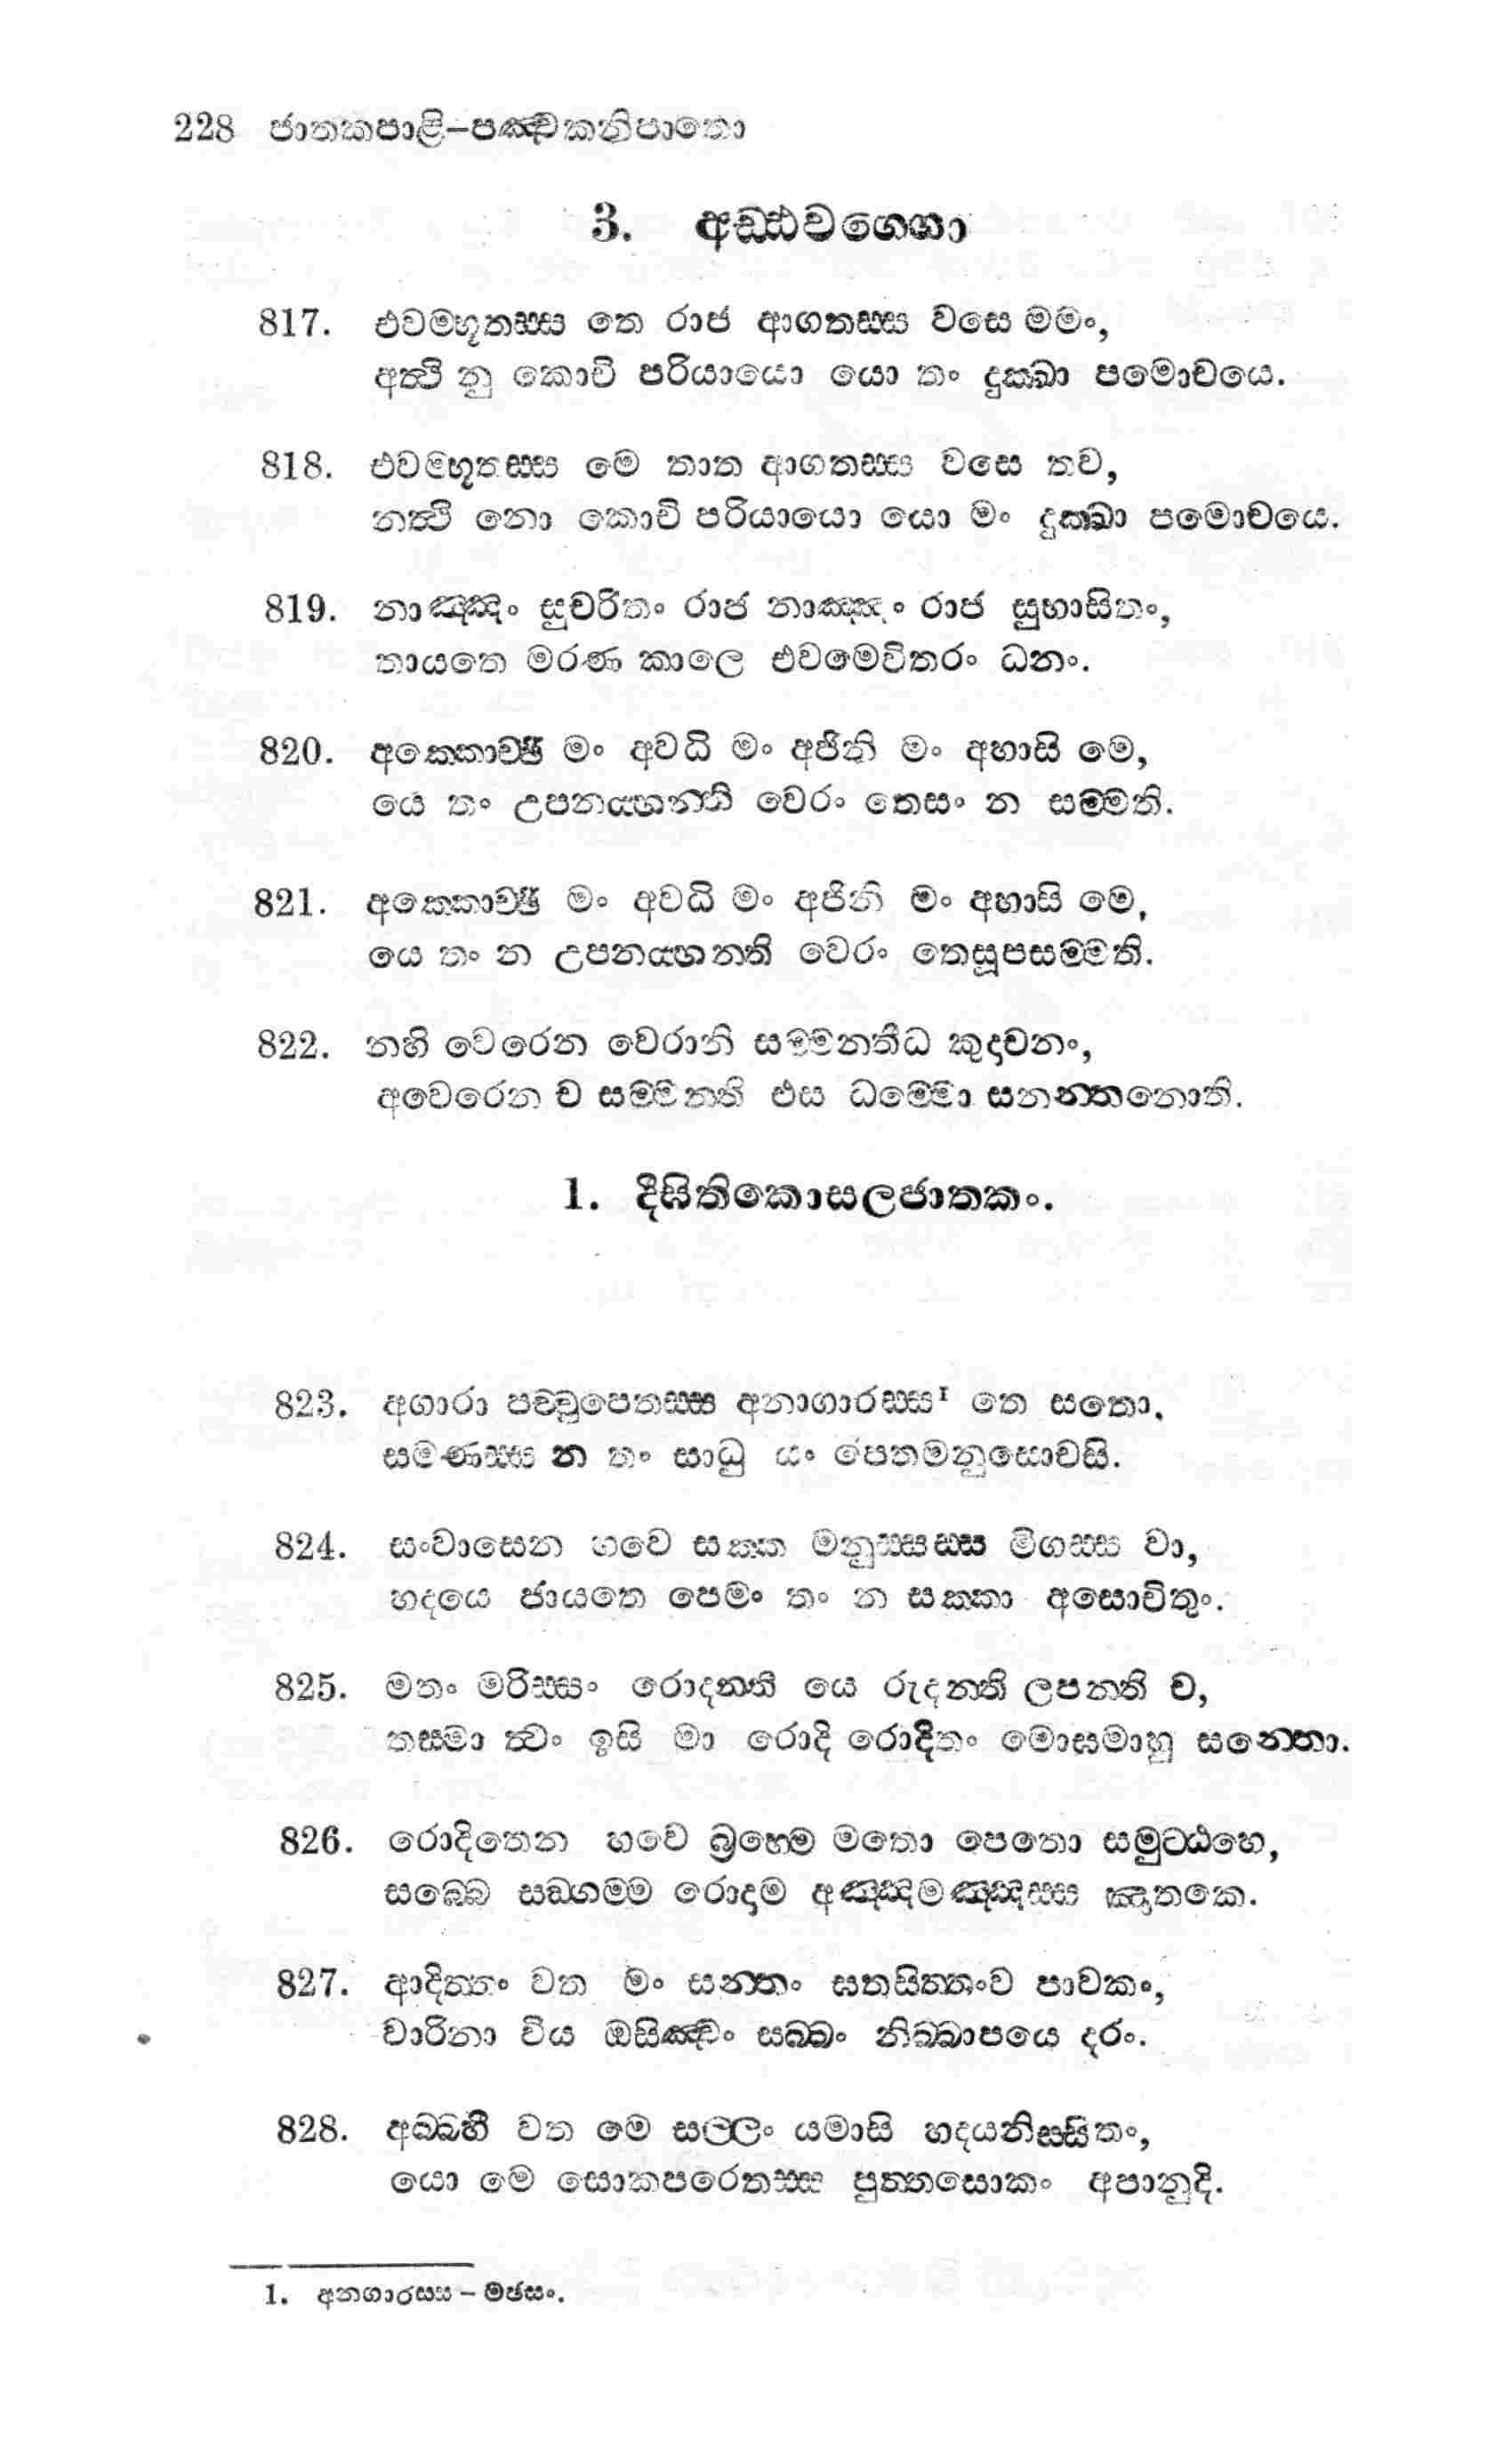 228 ජාතකපාළි-පඤ්චකනිපාතො
3. අඩ්ඪවග්ගො
817. එවම්භූතස්ස තෙ රාජ ආගතස්ස වසෙ මමං,
අත්ථි නු කොචි පරියායො යො තං දුක්ඛා පමොචයෙ.
818. එවම්භූතස්ස මෙ තාත ආගතස්ස වසෙ තව,
නත්ථි නො කොචි පරියායො යො මං දුක්ඛා පමොචයෙ.
819. නාඤ්ඤං සුචරිතං රාජ නාඤ්ඤං රාජ සුභාසිතං,
තායතෙ මරණ කාලෙ එවමෙවිතරං ධනං.
820. අක්කොච්ඡි මං අවධි මං අජිනි මං අහාසි මෙ,
යෙ තං උපනය්හන්ති වෙරං තෙසං න සම්මති.
821. අක්කොච්ඡි මං අවධි මං අජිනි මං අහාසි මෙ,
යෙ තං න උපනය්හන්ති වෙරං තෙසූපසම්මති.
822. නහි වෙරෙන වෙරානි සම්මන්තීධ කුදාචනං,
අවෙරෙන ච සම්මන්ති එස ධම්මො සනන්තනොති.
1. දීඝිතිකොසලජාතකං.
823. අගාරා පච්චුපෙතස්ස අනාගාරස්ස¹ තෙ සතො,
සමණස්ස න තං සාධු යං පෙතමනුසොචසි.
824. සංවාසෙන හවෙ සක්ක මනුස්සස්ස මිගස්ස වා,
හදයෙ ජායතෙ පෙමං තං න සක්කා අසොචිතුං.
825. මතං මරිස්සං රොදන්ති යෙ රුදන්ති ලපන්ති ච,
තස්මා ත්වං ඉසි මා රොදි රොදිතං මොඝමාහු සන්තො.
826. රොදිතෙන හවෙ බ්‍රහ්මෙ මතො පෙතො සමුට්ඨහෙ,
සබ්බෙ සඞ්ගම්ම රොදාම අඤ්ඤමඤ්ඤස්ස ඤාතකෙ.
827. ආදිත්තං වත මං සන්තං ඝතසිත්තංව පාවකං,
වාරිනා විය ඔසිඤ්චං සබ්බං නිබ්බාපයෙ දරං.
828. අබ්බහී වත මෙ සල්ලං යමාසි හදයනිස්සිතං,
යො මෙ සොකපරෙතස්ස පුත්තසොකං අපානුදි.
1. අනගාරස්ස - මඡසං.